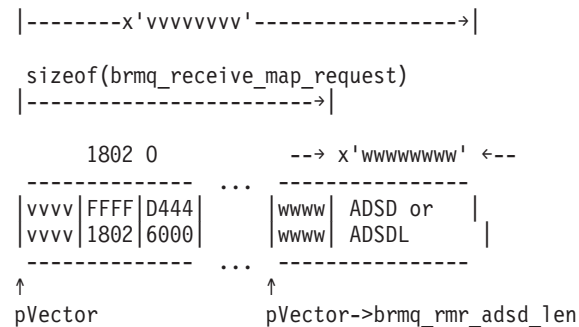 |--------x'vvvvvvvv'------------------→|
sizeof(brmq_receive_map_request)
|-------------------------→|
1802 O --→ x'wwwwwwww' ←--
-------------- ... ----------------
|vvvv|FFFF|D444| |wwww| ADSD or |
|vvvv|1802|6000| |wwww| ADSDL |
-------------- ... ----------------
↑ ↑
pVector pVector->brmq_rmr_adsd_len